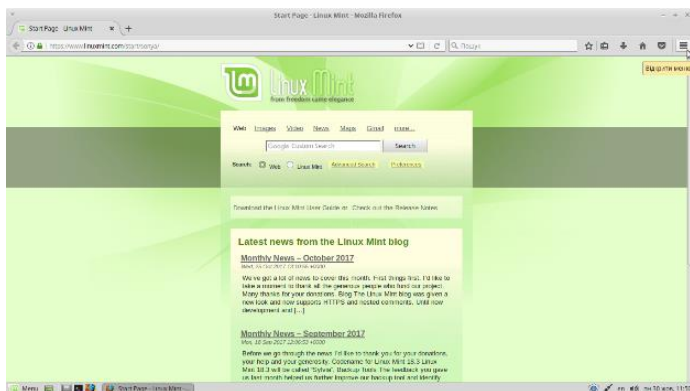 Start Page - Linux Mint - Mozilla Firefox
Start Page - Linux Mint
https://www.linuxmint.com/start/sonya/
Пошук
Відкрити меню
Linux Mint
from freedom came elegance
Web Images Video News Maps Gmail more...
Google Custom Search Search
Search: Web Linux Mint Advanced Search Preferences
Download the Linux Mint User Guide or Check out the Release Notes
Latest news from the Linux Mint blog
Monthly News – October 2017
We've got a lot of news to cover this month. First things first, I'd like to
take a moment to thank all the generous people who fund our project.
Many thanks for your donations. Blog The Linux Mint blog was given a
new look and now supports HTTPS and nested comments. Until now
development and […]
Monthly News – September 2017
Mon, 18 Sep 2017
Before we go through the news I'd like to thank you for your donations,
your help and your generosity. Codename for Linux Mint 18.3 Linux
Mint 18.3 will be called "Sylvia". Backup Tools The feedback you gave
us last month helped us further improve our backup tool and identify
Menu Start Page - Linux Mint -...